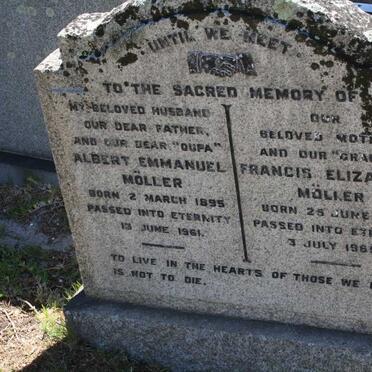 UNTIL WE MEET
TO THE SACRED MEMORY OF
MY BELOVED HUSBAND
OUR DEAR FATHER,
AND OUR DEAR "OUPA"
ALBERT EMMANUEL
MÖLLER
BORN 2 MARCH 1895
PASSED INTO ETERNITY
13 JUNE 1961.
OUR
BELOVED
AND OUR
FRANCIS
MÖLLER
BORN 25 JUNE
PASSED INTO
3 JULY
TO LIVE IN THE HEARTS OF THOSE WE
IS NOT TO DIE.